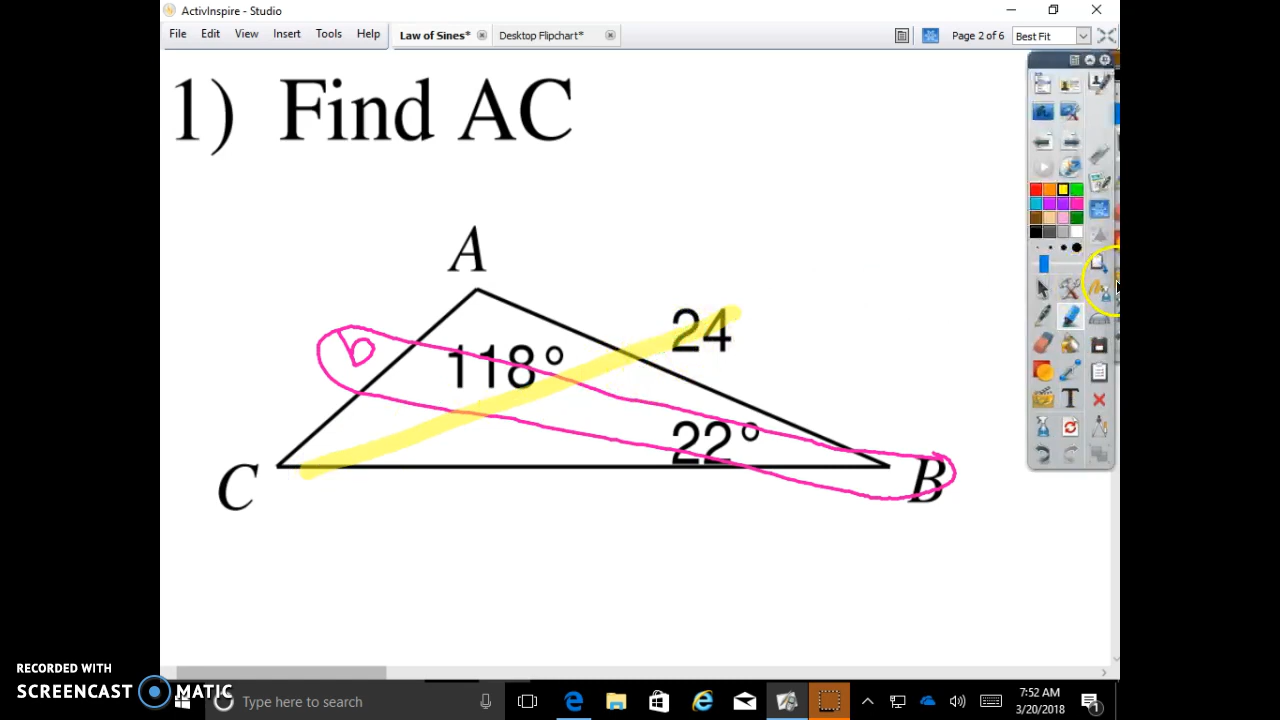 ActivInspire - Studio
File Edit View Insert Tools Help
Law of Sines* Desktop Flipchart* Page 2 of 6 Best Fit
1) Find AC
A
24
b
118°
22°
C
B
RECORDED WITH
SCREENCAST MATIC
Type here to search
7:52 AM
3/20/2018
1